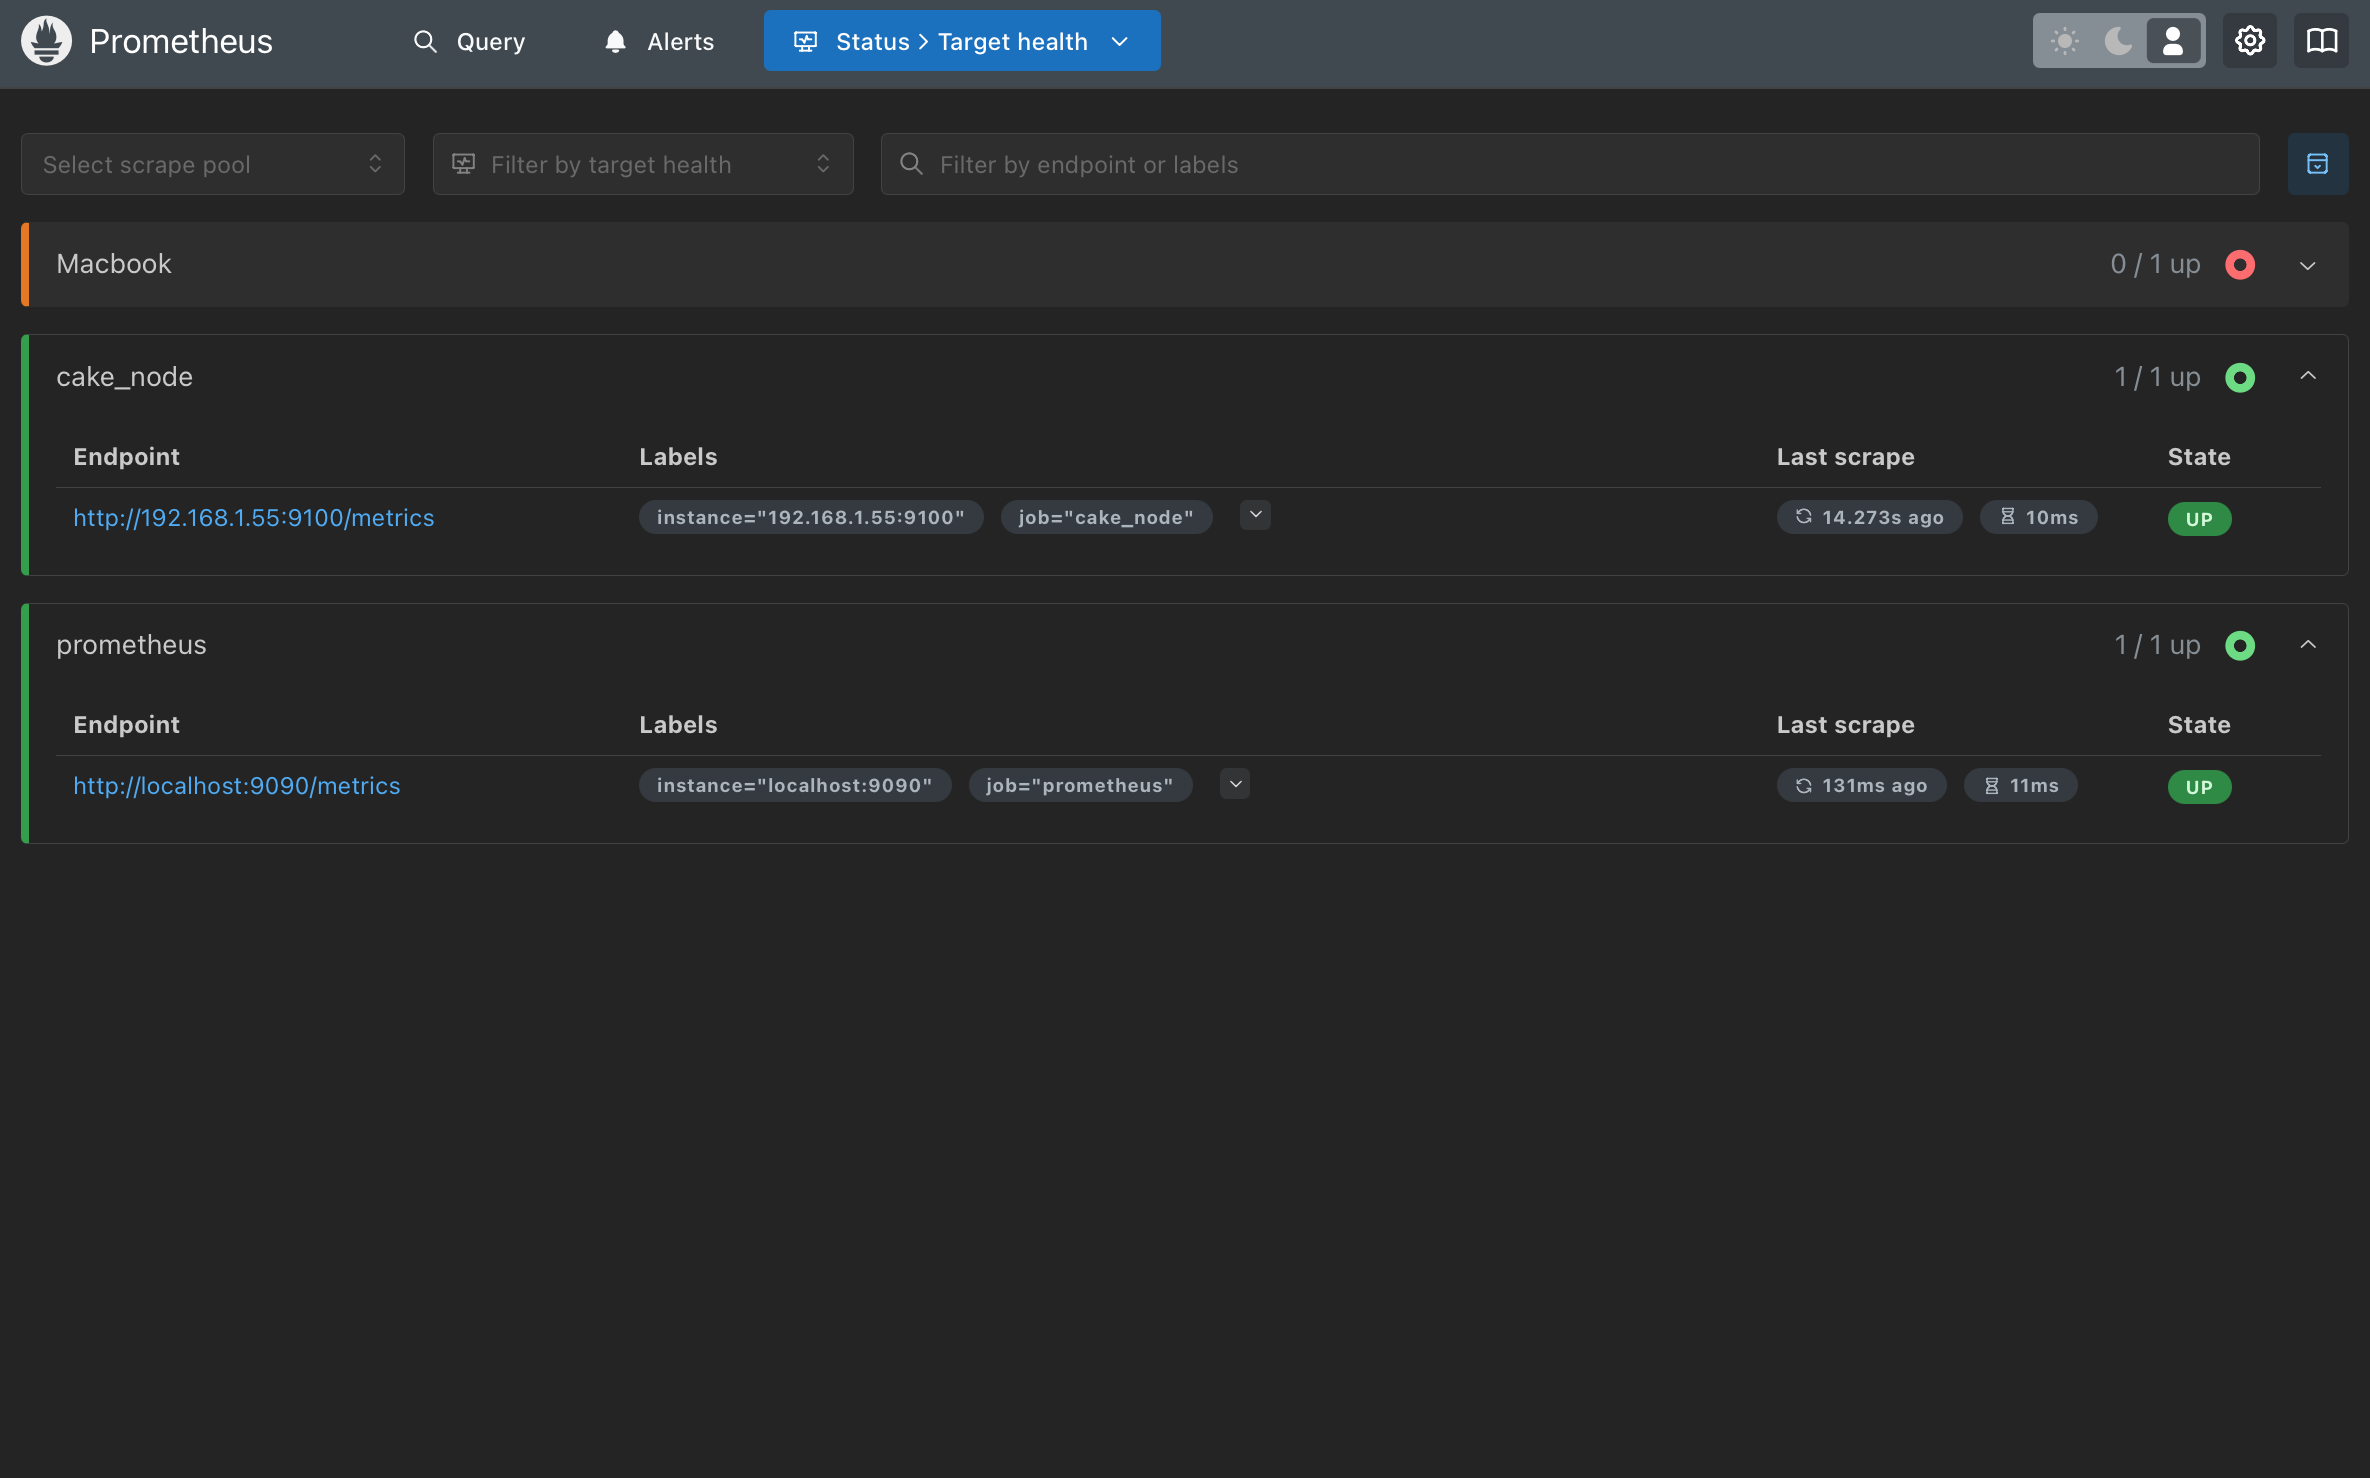 Prometheus
Query
Alerts
Status > Target health
Select scrape pool
Filter by target health
Filter by endpoint or labels
Macbook
0 / 1 up
cake_node
1 / 1 up
Endpoint Labels Last scrape State
http://192.168.1.55:9100/metrics instance="192.168.1.55:9100" job="cake_node" 14.273s ago 10ms UP
prometheus
1 / 1 up
Endpoint Labels Last scrape State
http://localhost:9090/metrics instance="localhost:9090" job="prometheus" 131ms ago 11ms UP